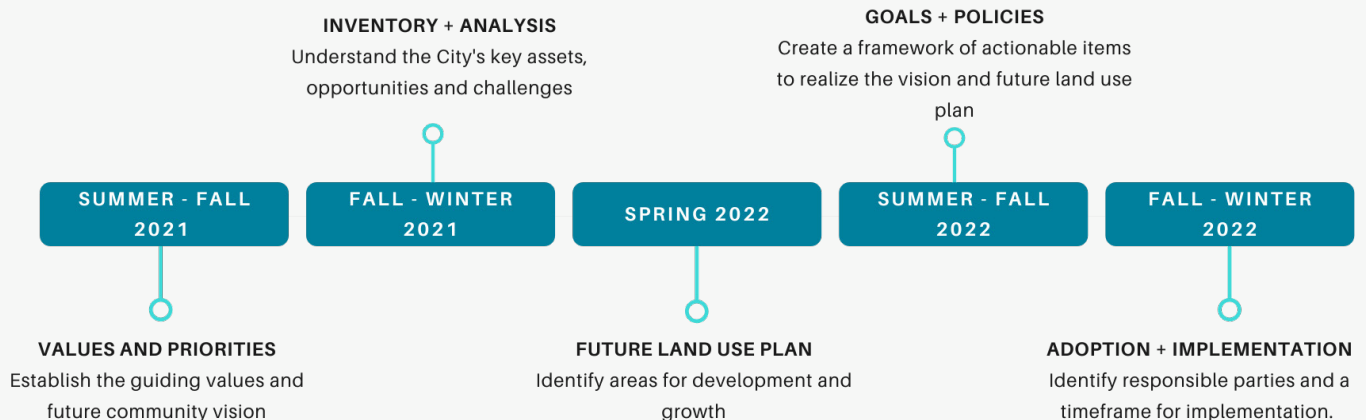 INVENTORY + ANALYSIS
Understand the City's key assets,
opportunities and challenges
GOALS + POLICIES
Create a framework of actionable items
to realize the vision and future land use
plan
SUMMER - FALL
2021
FALL - WINTER
2021
SPRING 2022
SUMMER - FALL
2022
FALL - WINTER
2022
VALUES AND PRIORITIES
Establish the guiding values and
future community vision
FUTURE LAND USE PLAN
Identify areas for development and
growth
ADOPTION + IMPLEMENTATION
Identify responsible parties and a
timeframe for implementation.